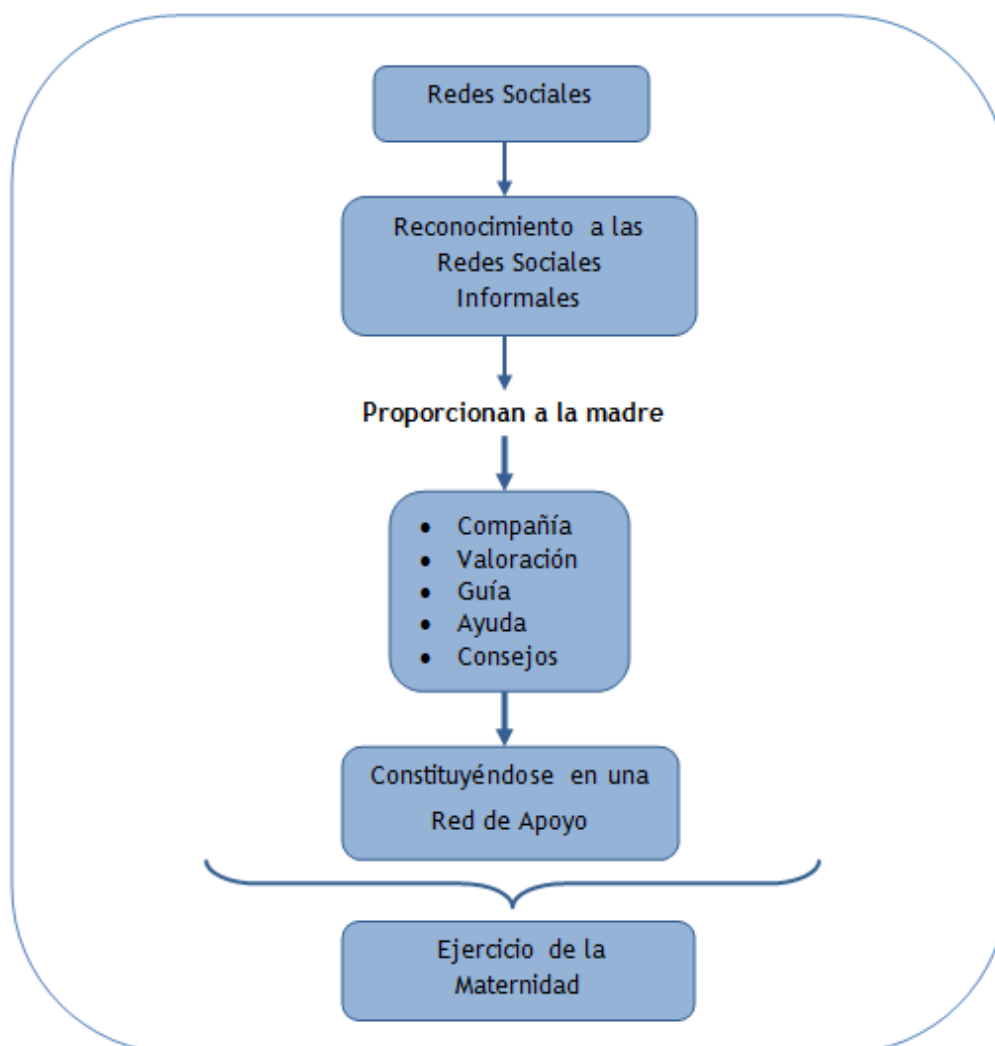 Redes Sociales
Reconocimiento a las
Redes Sociales
Informales
Proporcionan a la madre
• Compañía
• Valoración
• Guía
• Ayuda
• Consejos
Constituyéndose en una
Red de Apoyo
Ejercicio de la
Maternidad